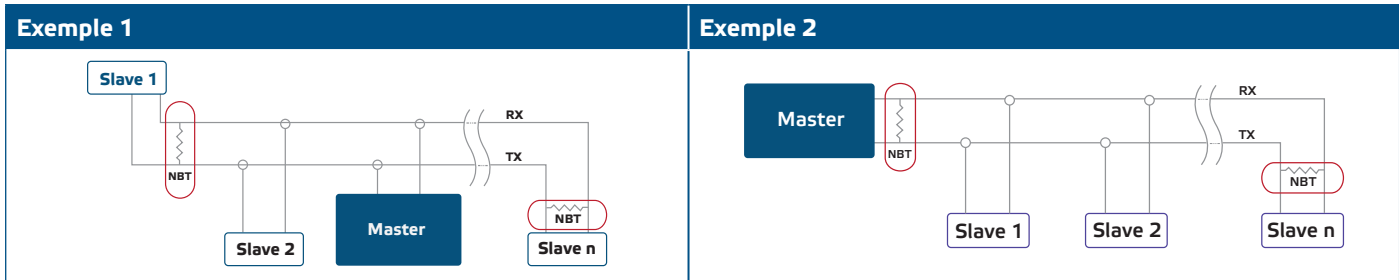 Exemple 1
Slave 1
RX
TX
NBT
NBT
Master
Slave 2
Slave n
Exemple 2
RX
Master
TX
NBT
NBT
Slave 1
Slave 2
Slave n